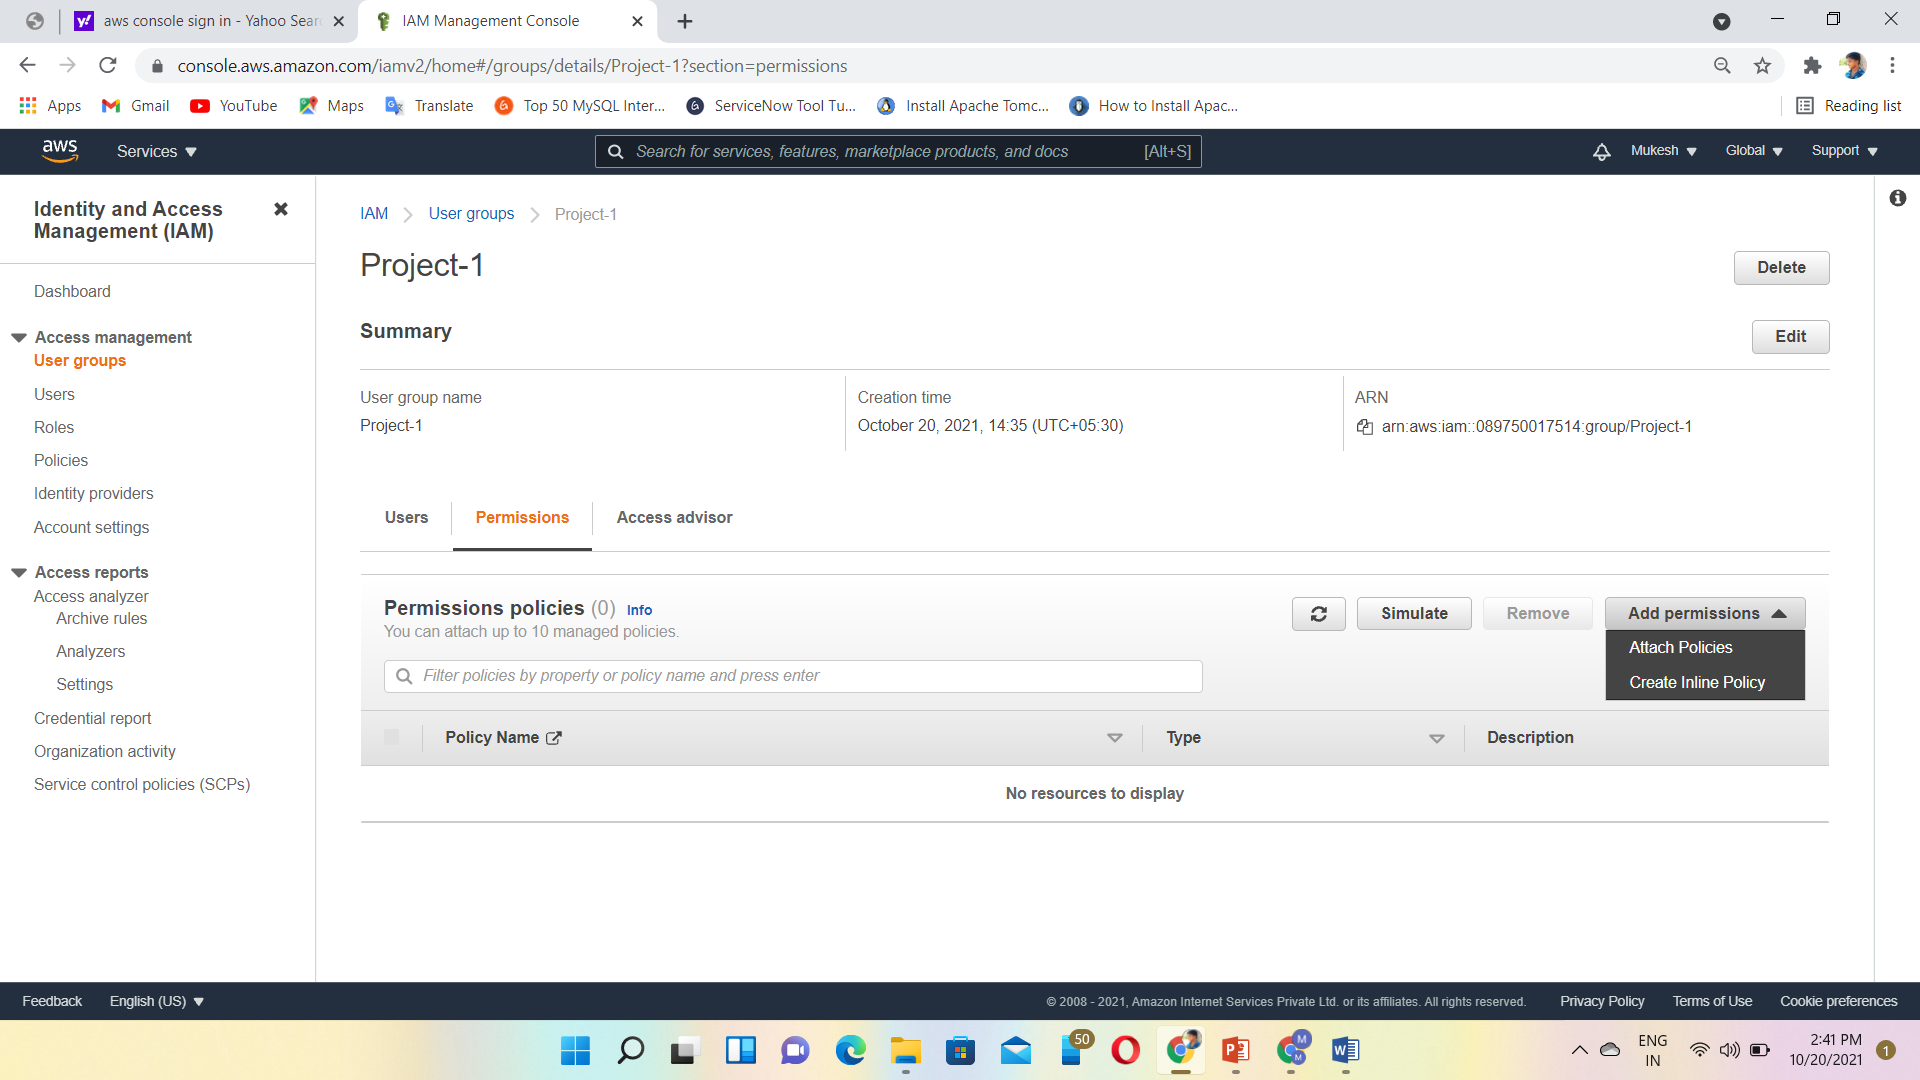 aws console sign in - Yahoo Sear
IAM Management Console
console.aws.amazon.com/iamv2/home#/groups/details/Project-1?section=permissions
Apps
Gmail
YouTube
Maps
Translate
Top 50 MySQL Inter...
ServiceNow Tool Tu...
Install Apache Tomc...
How to Install Apac...
Reading list
aws
Services
Search for services, features, marketplace products, and docs
[Alt+S]
Mukesh
Global
Support
Identity and Access
Management (IAM)
Dashboard
Access management
User groups
Users
Roles
Policies
Identity providers
Account settings
Access reports
Access analyzer
Archive rules
Analyzers
Settings
Credential report
Organization activity
Service control policies (SCPs)
IAM
User groups
Project-1
Project-1
Delete
Summary
Edit
User group name
Project-1
Creation time
October 20, 2021, 14:35 (UTC+05:30)
ARN
arn:aws:iam::089750017514:group/Project-1
Users
Permissions
Access advisor
Permissions policies (0) Info
You can attach up to 10 managed policies.
Simulate
Remove
Add permissions
Attach Policies
Create Inline Policy
Filter policies by property or policy name and press enter
Policy Name
Type
Description
No resources to display
Feedback
English (US)
© 2008 - 2021, Amazon Internet Services Private Ltd. or its affiliates. All rights reserved.
Privacy Policy
Terms of Use
Cookie preferences
50
M
M
ENG
IN
2:41 PM
10/20/2021
1